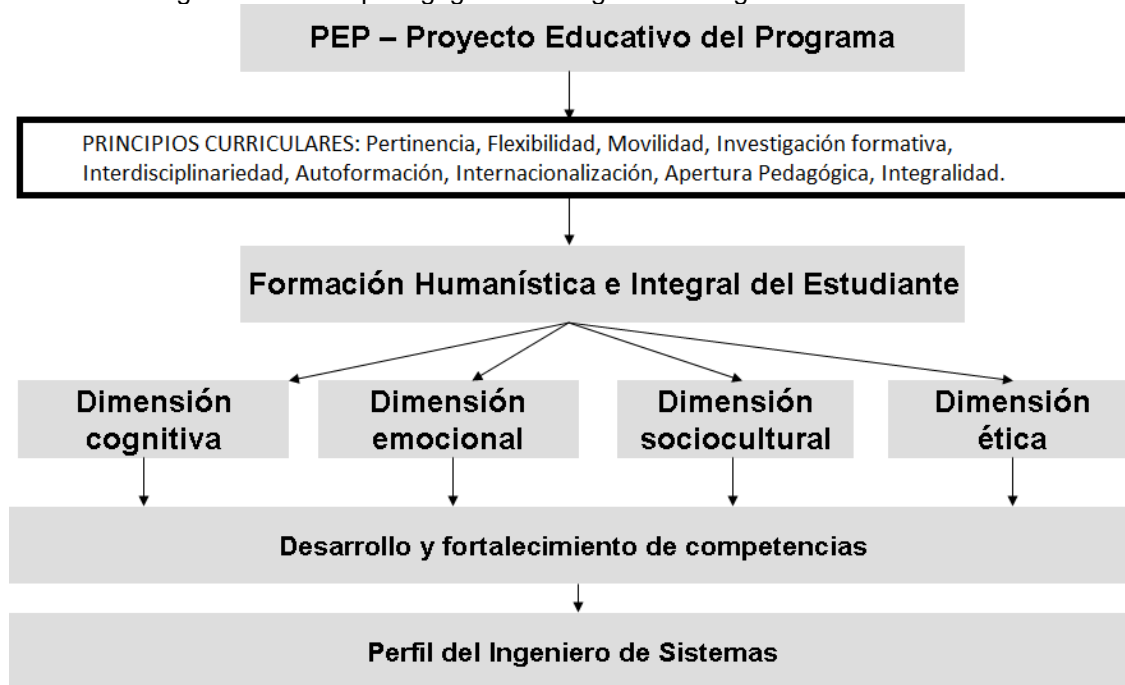 PEP – Proyecto Educativo del Programa
PRINCIPIOS CURRICULARES: Pertinencia, Flexibilidad, Movilidad, Investigación formativa,
Interdisciplinariedad, Autoformación, Internacionalización, Apertura Pedagógica, Integralidad.
Formación Humanística e Integral del Estudiante
Dimensión
cognitiva
Dimensión
emocional
Dimensión
sociocultural
Dimensión
ética
Desarrollo y fortalecimiento de competencias
Perfil del Ingeniero de Sistemas